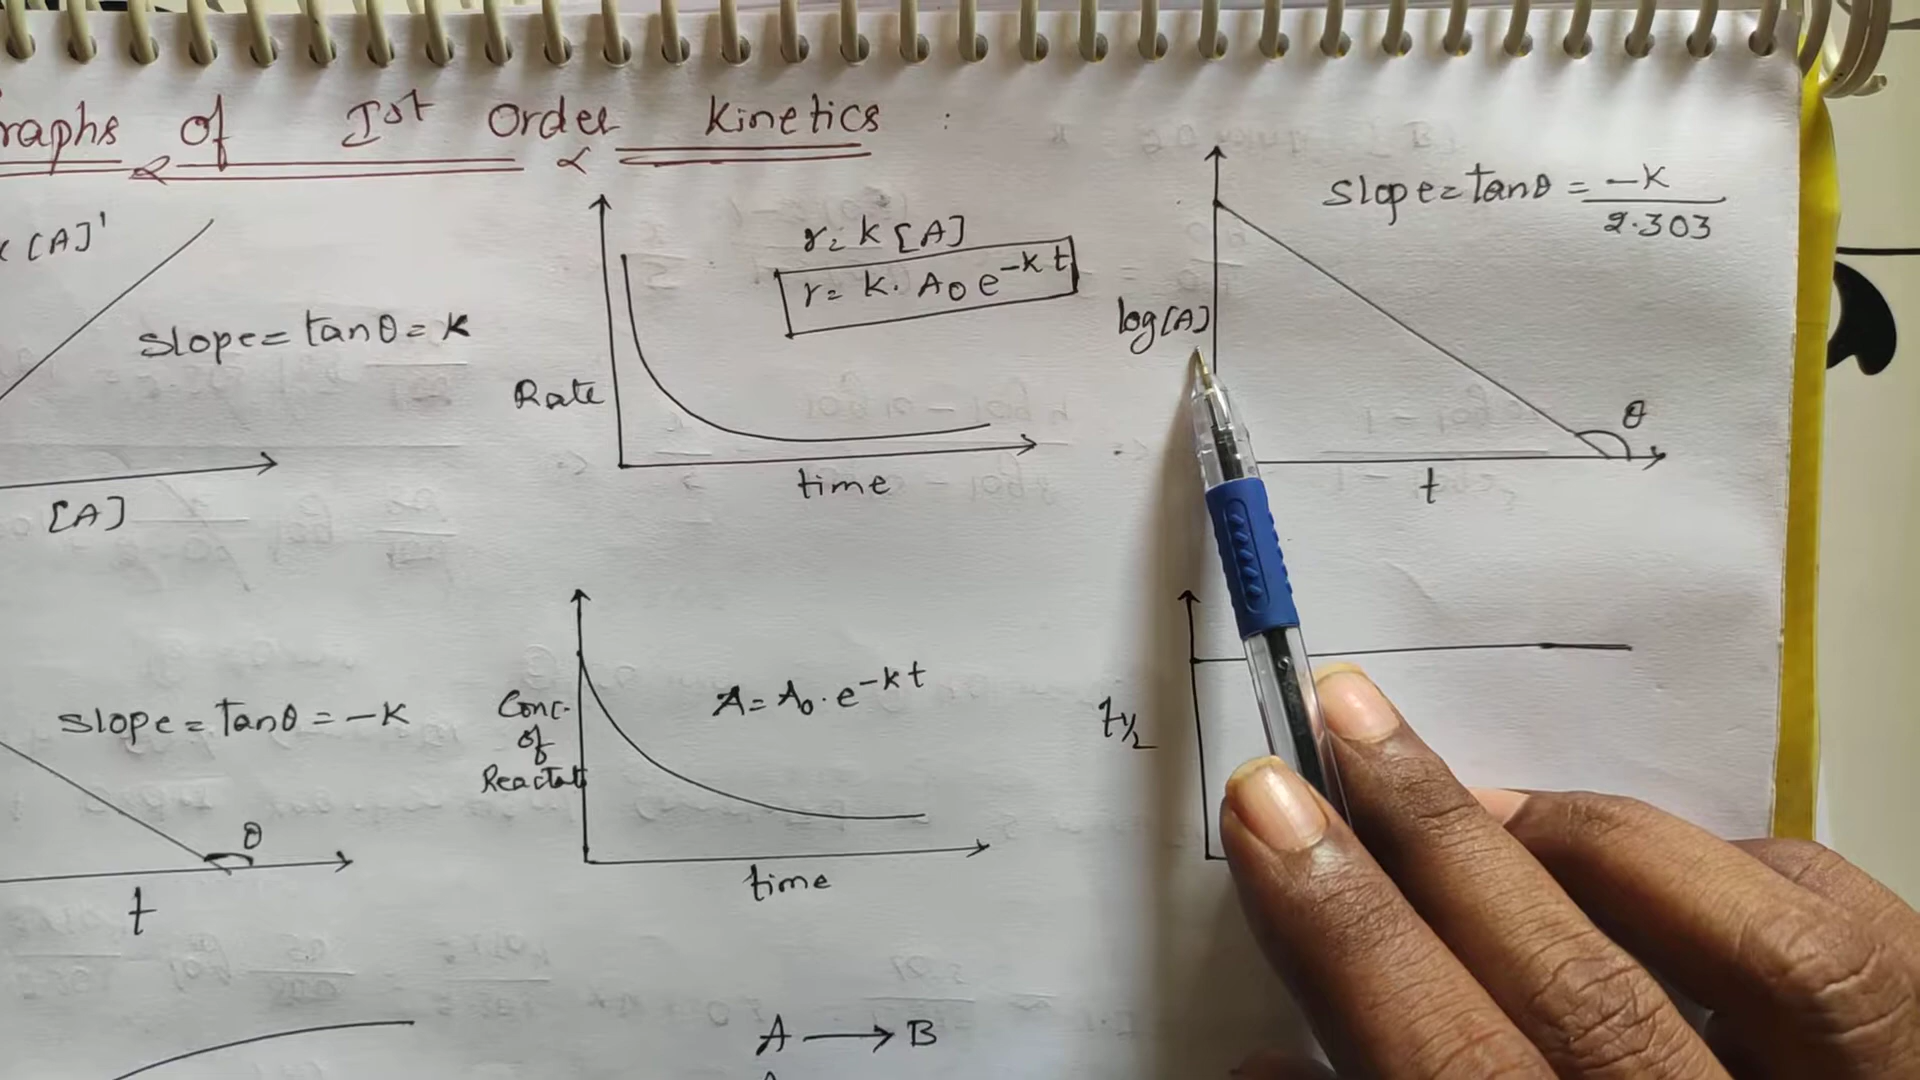 raphs of Ist Order Kinetics :
[A]¹
slope = tanθ = K
[A]
r = K [A]
r = K. A₀ e⁻ᴷᵗ
Rate
time
slope = tanθ = -K/2.303
log[A]
θ
t
slope = tanθ = -K
θ
t
Conc.
of
A = A₀ . e⁻ᴷᵗ
time
t½
A ⟶ B